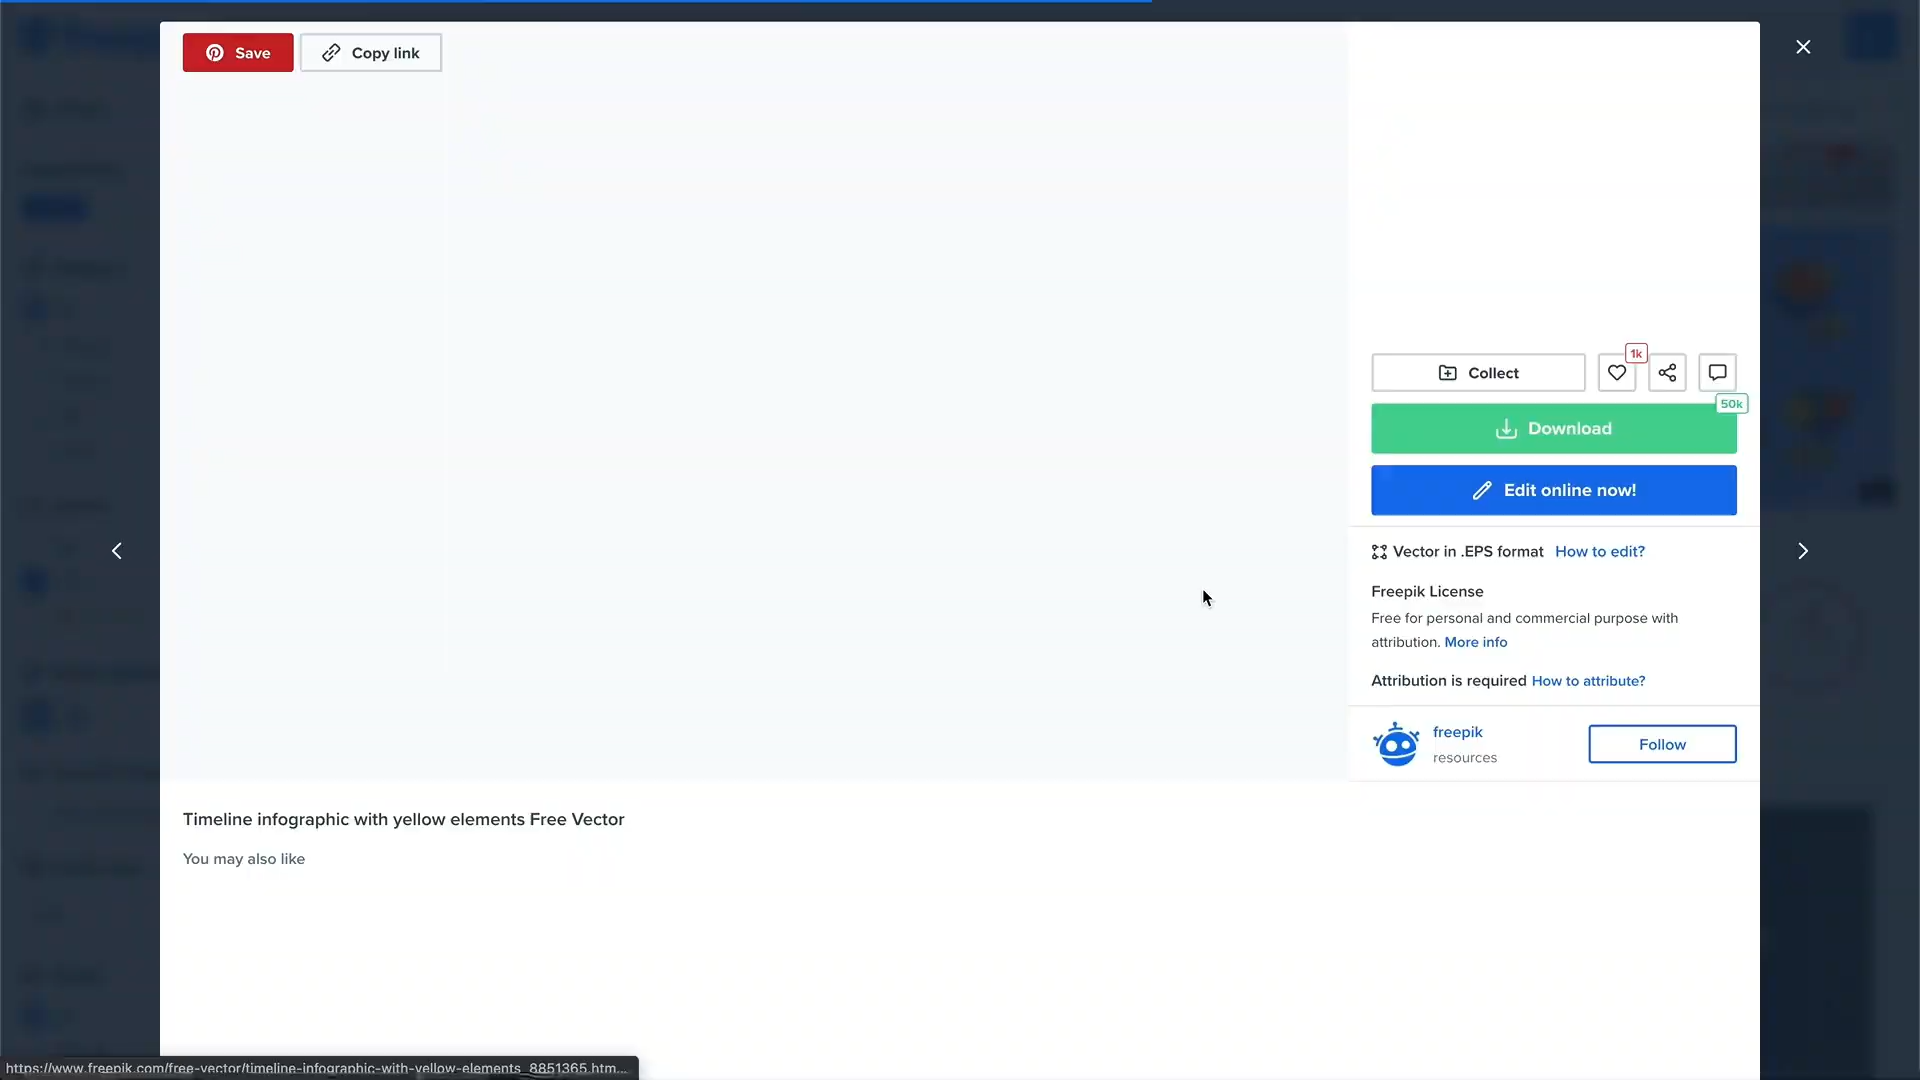 Save
Copy link
1k
Collect
50k
Download
Edit online now!
Vector in .EPS format How to edit?
Freepik License
Free for personal and commercial purpose with
attribution. More info
Attribution is required How to attribute?
freepik
resources
Follow
Timeline infographic with yellow elements Free Vector
You may also like
https://www.freepik.com/free-vector/timeline-infographic-with-yellow-elements_8851365.htm...